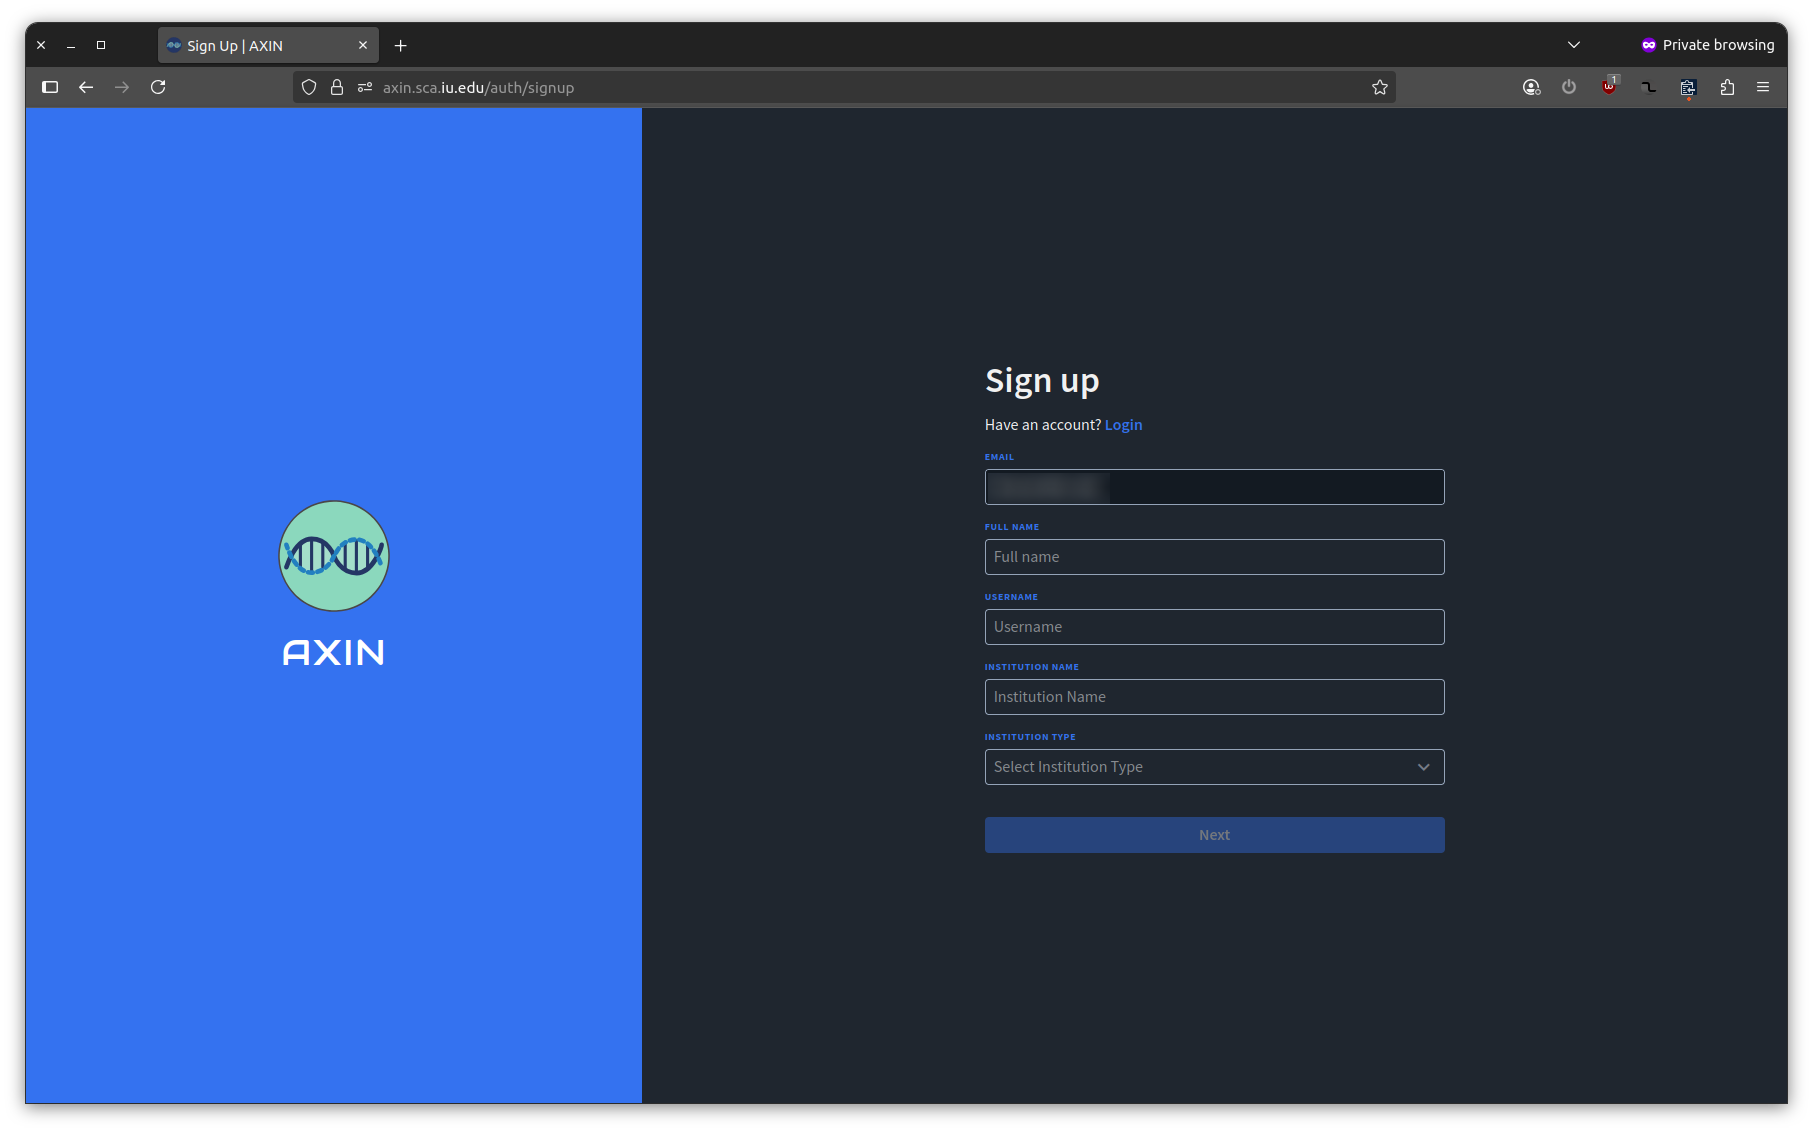 Sign Up | AXIN
Private browsing
axin.sca.iu.edu/auth/signup
1
Sign up
Have an account? Login
EMAIL
FULL NAME
Full name
USERNAME
Username
INSTITUTION NAME
Institution Name
INSTITUTION TYPE
Select Institution Type
Next
AXIN